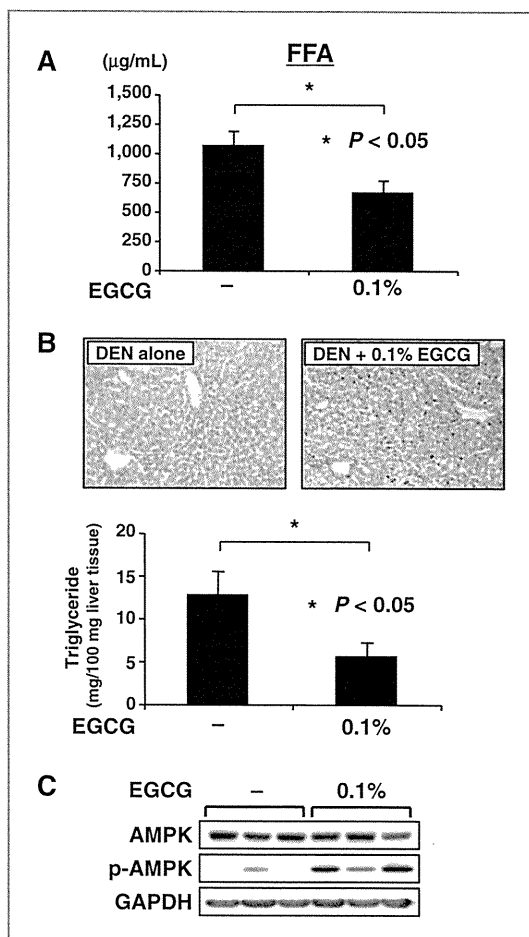 A
(μg/mL)
FFA
1,500
1,250
1,000
750
500
250
0
*
* P < 0.05
EGCG – 0.1%
B
DEN alone
DEN + 0.1% EGCG
Triglyceride
(mg/100 mg liver tissue)
20
15
10
5
0
*
* P < 0.05
EGCG – 0.1%
C
EGCG – 0.1%
AMPK
p-AMPK
GAPDH